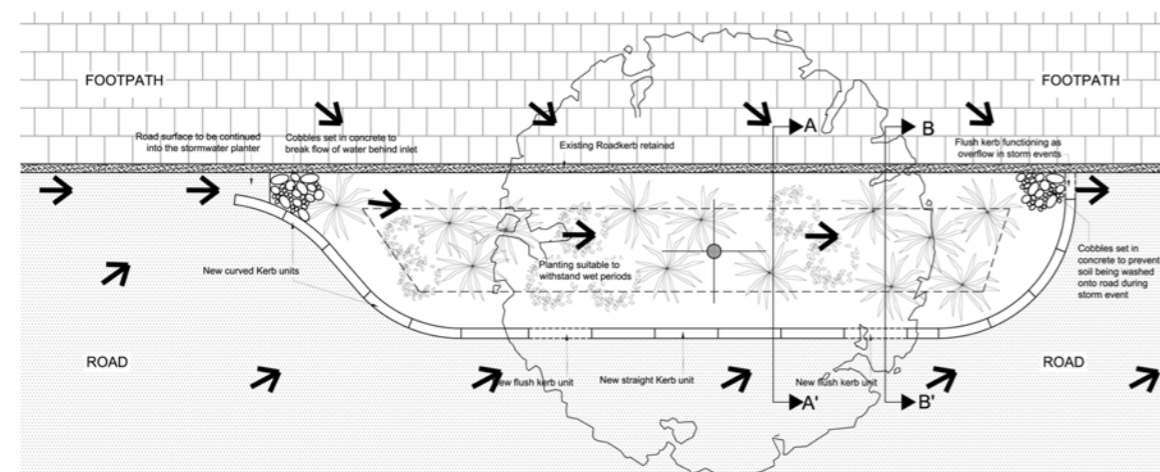 FOOTPATH
FOOTPATH
A
B
Road surface to be continued
into the stormwater planter
Cobbles set in concrete to
break flow of water behind inlet
Existing Roadkerb retained
Flush kerb functioning as
overflow in storm events
New curved Kerb units
Planting suitable to
withstand wet periods
Cobbles set in
concrete to prevent
soil being washed
onto road during
storm event
ROAD
ROAD
New flush kerb unit
New straight Kerb unit
New flush kerb unit
A'
B'